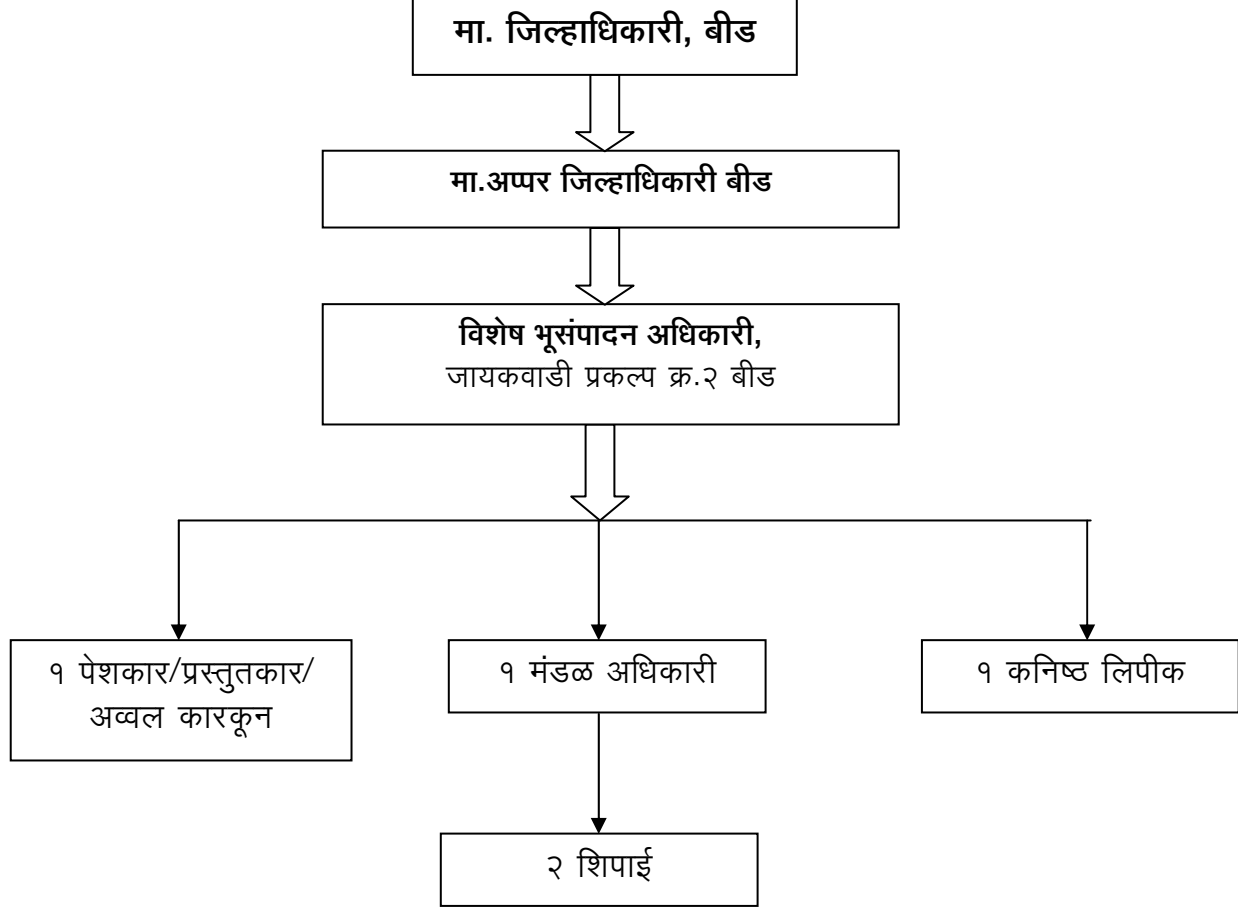 मा. जिल्हाधिकारी, बीड
मा.अप्पर जिल्हाधिकारी बीड
विशेष भूसंपादन अधिकारी,
जायकवाडी प्रकल्प क्र.२ बीड
१ पेशकार/प्रस्तुतकार/
अव्वल कारकून
१ मंडळ अधिकारी
१ कनिष्ठ लिपीक
२ शिपाई